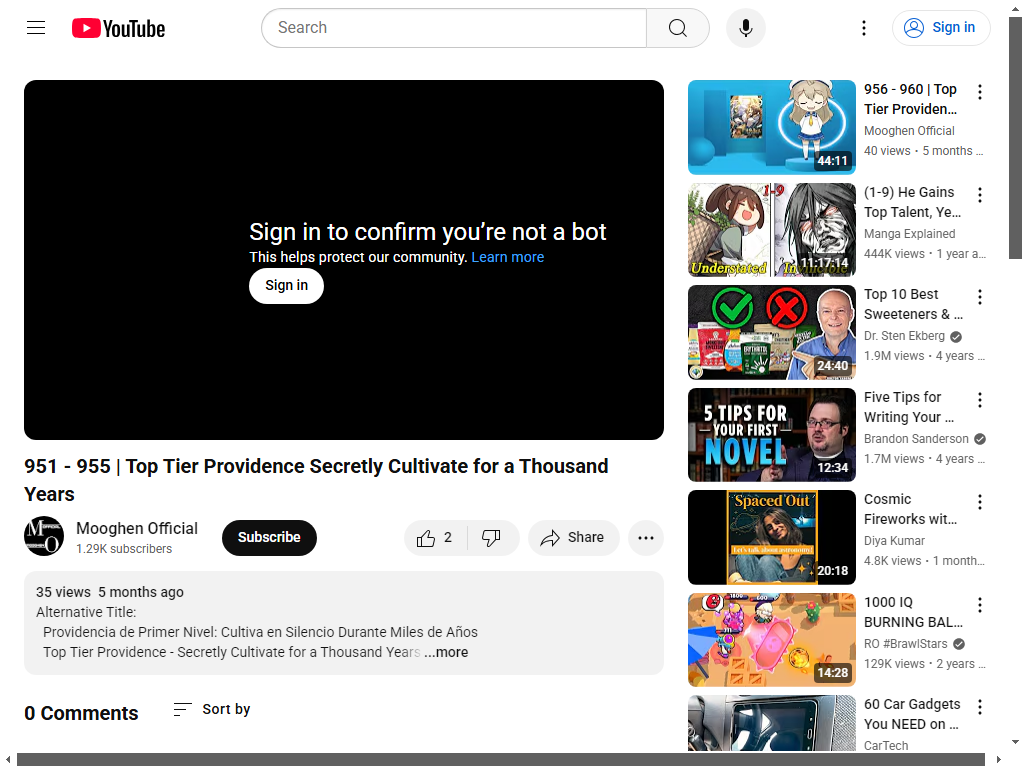 YouTube
Search
Sign in
Sign in to confirm you’re not a bot
This helps protect our community. Learn more
Sign in
951 - 955 | Top Tier Providence Secretly Cultivate for a Thousand
Years
Mooghen Official
1.29K subscribers
Subscribe
2
Share
35 views 5 months ago
Alternative Title:
Providencia de Primer Nivel: Cultiva en Silencio Durante Miles de Años
Top Tier Providence - Secretly Cultivate for a Thousand Years ...more
0 Comments
Sort by
44:11
956 - 960 | Top
Tier Providen...
Mooghen Official
40 views • 5 months ...
1-9
Understated
Invincible
11:17:14
(1-9) He Gains
Top Talent, Ye...
Manga Explained
444K views • 1 year a...
24:40
Top 10 Best
Sweeteners & ...
Dr. Sten Ekberg
1.9M views • 4 years ...
5 TIPS FOR
YOUR FIRST
NOVEL
12:34
Five Tips for
Writing Your ...
Brandon Sanderson
1.7M views • 4 years ...
Spaced Out
Let's talk about astronomy!
20:18
Cosmic
Fireworks wit...
Diya Kumar
4.8K views • 1 month...
14:28
1000 IQ
BURNING BAL...
RO #BrawlStars
129K views • 2 years ...
60 Car Gadgets
You NEED on ...
CarTech